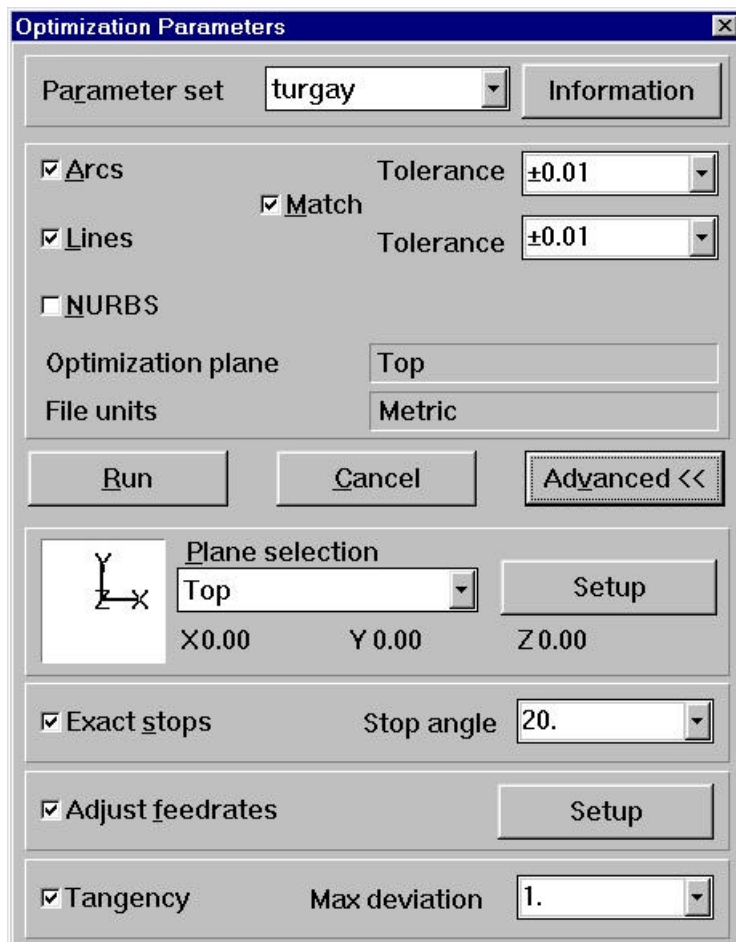 Optimization Parameters
Parameter set turgay Information
Arcs Tolerance ±0.01
Match
Lines Tolerance ±0.01
NURBS
Optimization plane Top
File units Metric
Run Cancel Advanced <<
Y
Z X
Plane selection
Top Setup
X 0.00 Y 0.00 Z 0.00
Exact stops Stop angle 20.
Adjust feedrates Setup
Tangency Max deviation 1.